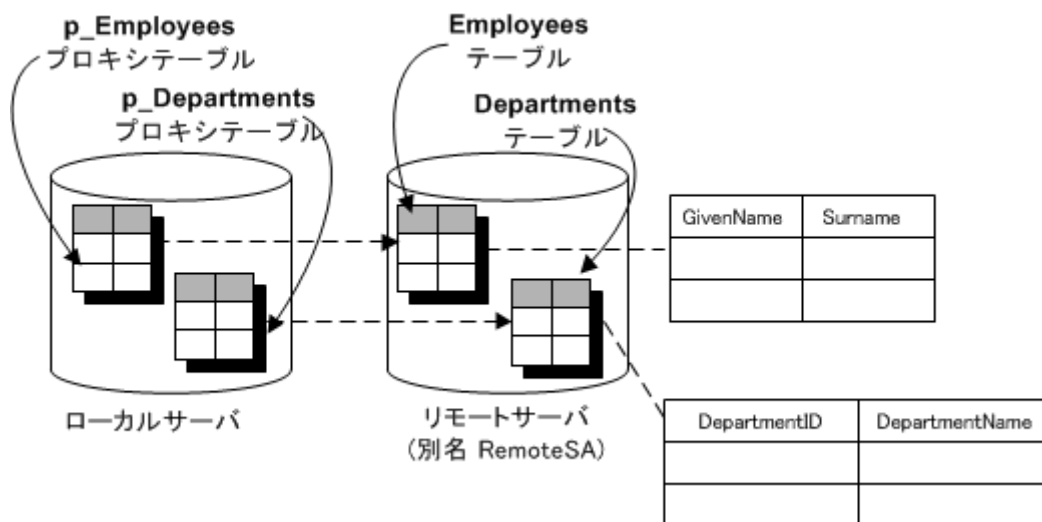 p_Employees
プロキシテーブル
p_Departments
プロキシテーブル
Employees
テーブル
Departments
テーブル
GivenName Surname
ローカルサーバ
リモートサーバ
(別名 RemoteSA)
DepartmentID DepartmentName